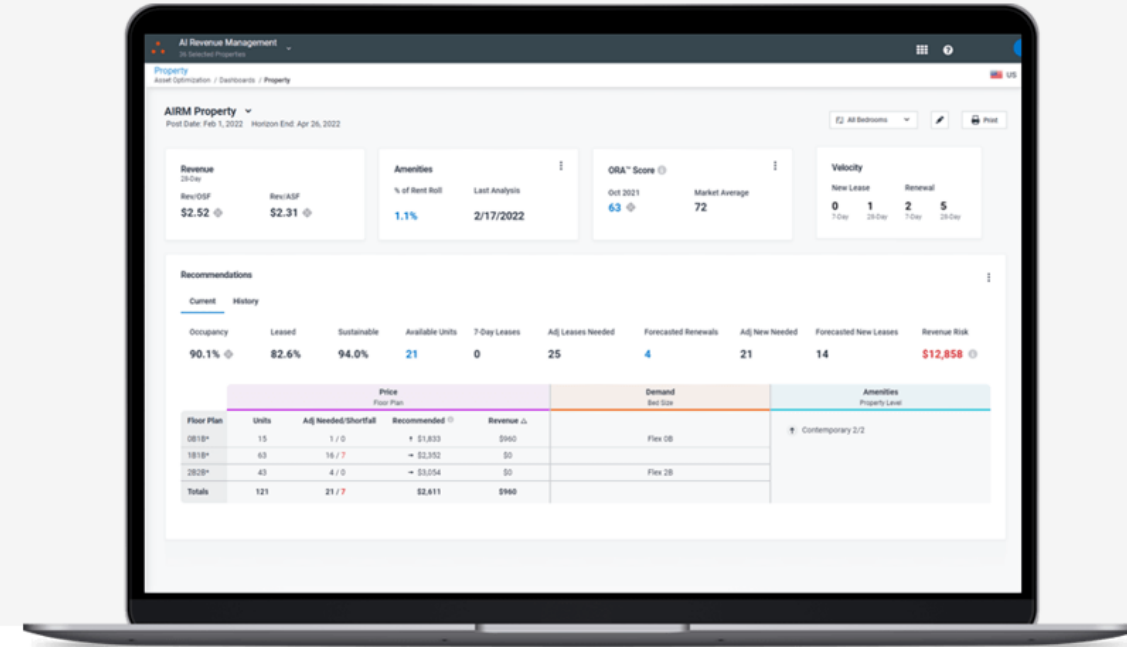 AI Revenue Management
36 Selected Properties
Property
Asset Optimization / Dashboards / Property
US
AIRM Property
Post Date: Feb 1, 2022 Horizon End: Apr 26, 2022
All Bedrooms
Print
Revenue
28-Day
Rev/OSF Rev/ASF
$2.52 $2.31
Amenities
% of Rent Roll Last Analysis
1.1% 2/17/2022
ORA™ Score
Oct 2021 Market Average
63 72
Velocity
New Lease Renewal
0 1 2 5
7-Day 28-Day 7-Day 28-Day
Recommendations
Current History
Occupancy Leased Sustainable Available Units 7-Day Leases Adj Leases Needed Forecasted Renewals Adj New Needed Forecasted New Leases Revenue Risk
90.1% 82.6% 94.0% 21 0 25 4 21 14 $12,858
Price Demand Amenities
Floor Plan Bed Size Property Level
Floor Plan Units Adj Needed/Shortfall Recommended Revenue △
0B1B* 15 1 / 0 ↑ $1,833 $960 Flex 0B
1B1B* 63 16 / 7 → $2,352 $0
2B2B* 43 4 / 0 → $3,054 $0 Flex 2B
Totals 121 21 / 7 $2,611 $960
↑ Contemporary 2/2